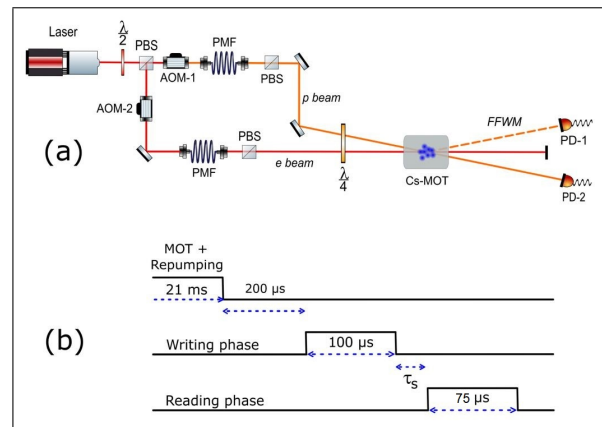 Laser
λ/2
PBS
AOM-1
PMF
PBS
AOM-2
p beam
FFWM
PD-1
(a)
PMF
PBS
e beam
λ/4
Cs-MOT
PD-2
MOT +
Repumping
21 ms
200 µs
(b)
Writing phase
100 µs
τs
Reading phase
75 µs